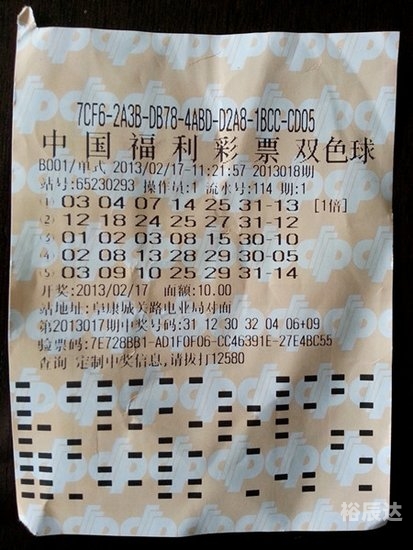 7CF6-2A3B-DB78-4ABD-D2A8-1BCC-CD05
中国福利彩票 双色球
B001/单式 2013/02/17-11:21:57 2013018期
站号:65230293 操作员:1 流水号:114 期:1
(1) 03 04 07 14 25 31-13 [1倍]
(2) 12 18 24 25 27 31-12
(3) 01 02 03 08 15 30-10
(4) 02 08 13 28 29 30-05
(5) 03 09 10 25 29 31-14
开奖:2013/02/17 面额:10.00
站地址:阜康城关路电业局对面
第2013017期中奖号码:31 12 30 32 04 06+09
验票码:7E728BB1-AD1F0F06-CC46391E-27E4BC55
查询 定制中奖信息,请拔打12580
裕辰达